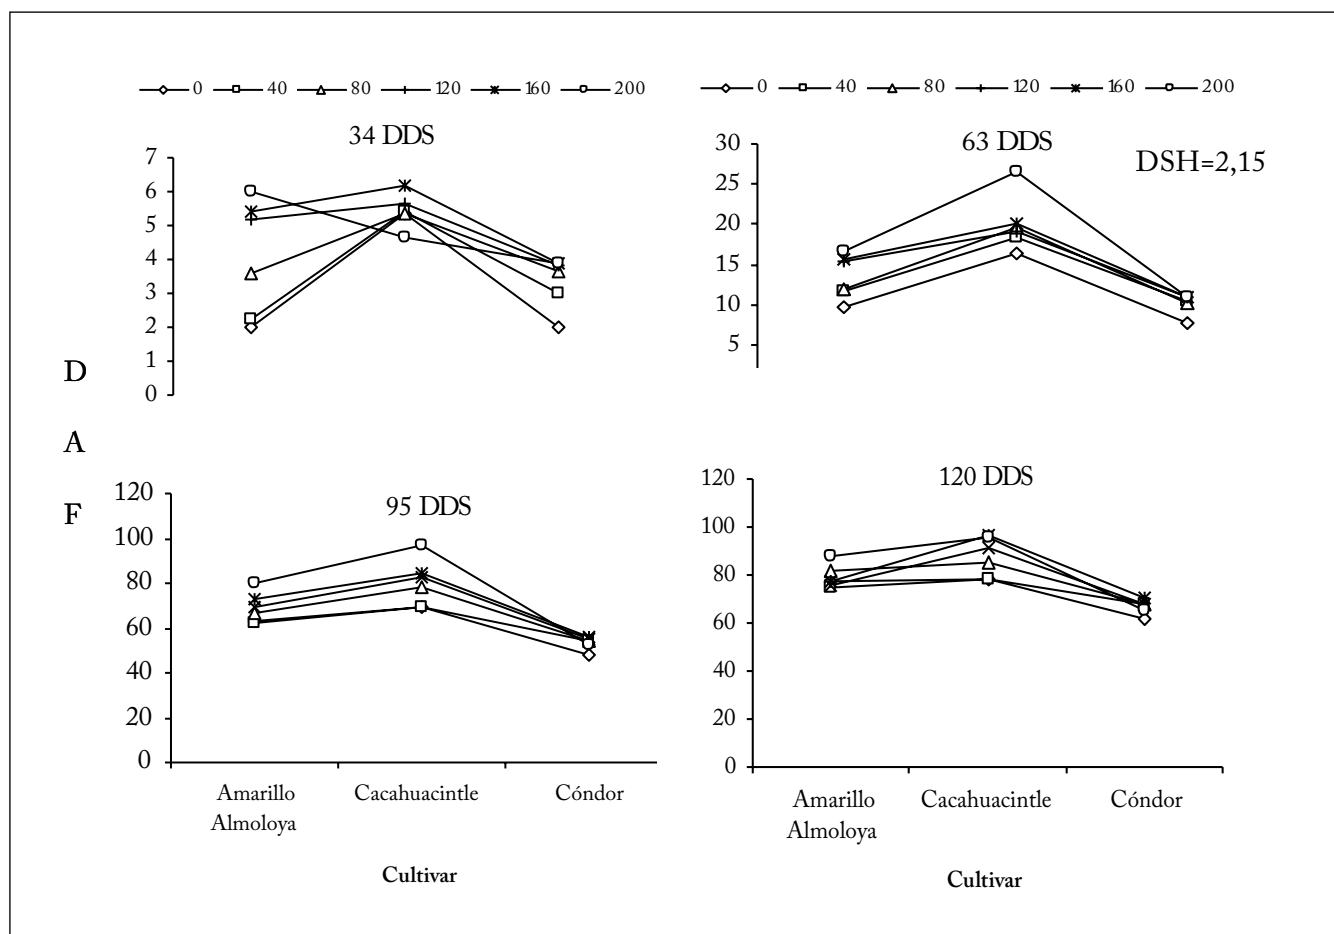 0 40 80 120 160 200
34 DDS
7
6
5
4
3
2
1
0
0 40 80 120 160 200
63 DDS
DSH=2,15
30
25
20
15
10
5
D
A
F
95 DDS
120
100
80
60
40
20
0
Amarillo Almoloya
Cacahuacintle
Cóndor
Cultivar
120 DDS
120
100
80
60
40
20
0
Amarillo Almoloya
Cacahuacintle
Cóndor
Cultivar